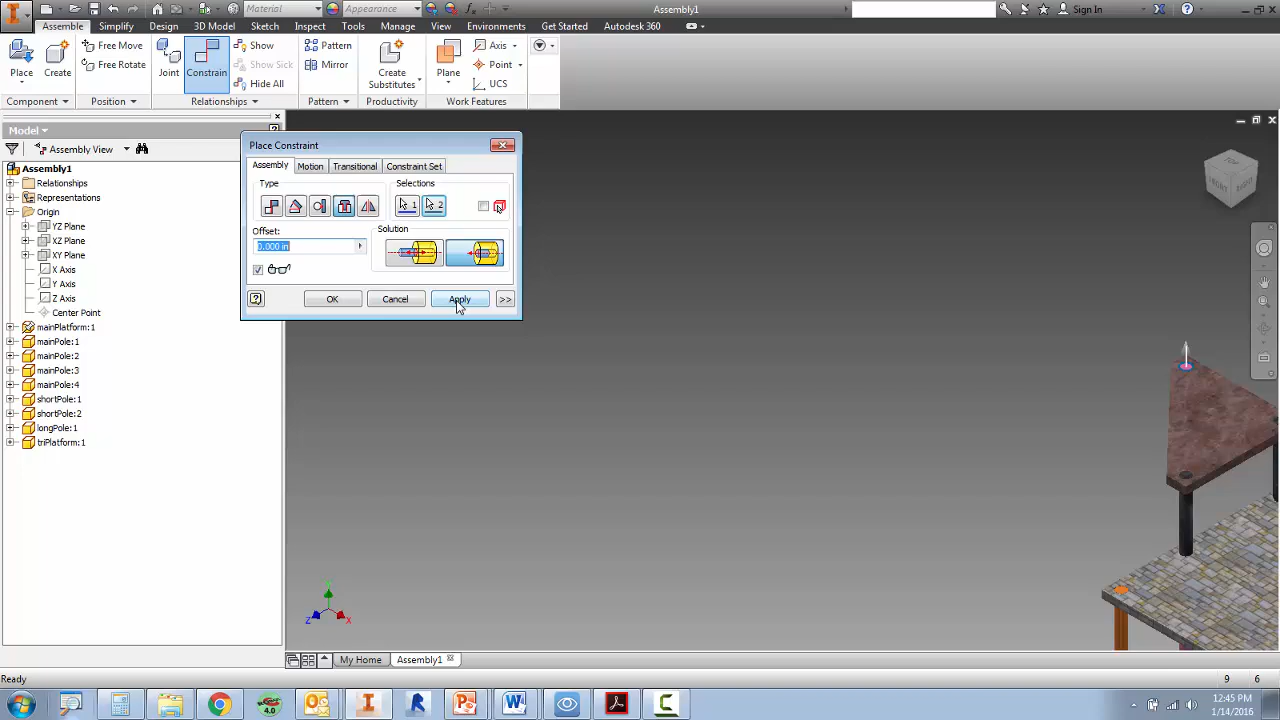 Material
Appearance
Assembly1
Sign In
Assemble
Simplify
Design
3D Model
Sketch
Inspect
Tools
Manage
View
Environments
Get Started
Autodesk 360
Place
Create
Free Move
Free Rotate
Joint
Constrain
Show
Show Sick
Hide All
Pattern
Mirror
Create
Substitutes
Plane
Axis
Point
UCS
Component
Position
Relationships
Pattern
Productivity
Work Features
Model
Assembly View
Assembly1
Relationships
Representations
Origin
YZ Plane
XZ Plane
XY Plane
X Axis
Y Axis
Z Axis
Center Point
mainPlatform:1
mainPole:1
mainPole:2
mainPole:3
mainPole:4
shortPole:1
shortPole:2
longPole:1
triPlatform:1
Place Constraint
Assembly
Motion
Transitional
Constraint Set
Type
Selections
1
2
Offset:
0.000 in
Solution
OK
Cancel
Apply
>>
Z
X
My Home
Assembly1
Ready
9
6
4.0
12:45 PM
1/14/2016